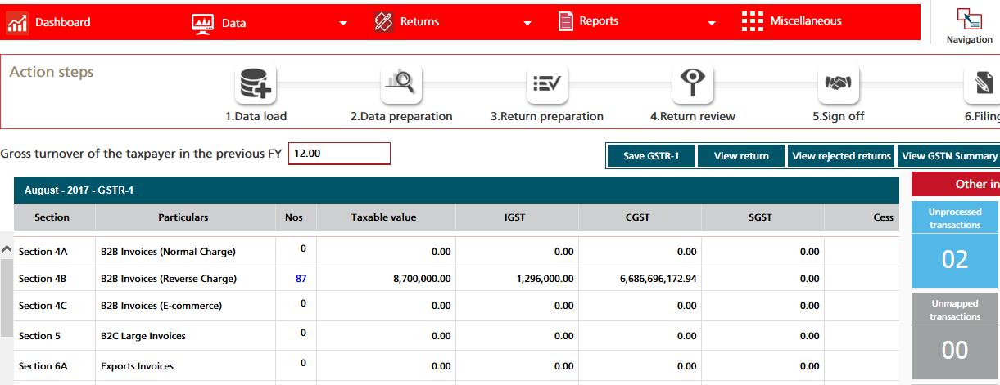 Dashboard Data Returns Reports Miscellaneous
Navigation
Action steps
1.Data load 2.Data preparation 3.Return preparation 4.Return review 5.Sign off 6.Filing
Gross turnover of the taxpayer in the previous FY 12.00 Save GSTR-1 View return View rejected returns View GSTN Summary
August - 2017 - GSTR-1 Other in
Section Particulars Nos Taxable value IGST CGST SGST Cess
Unprocessed
transactions
02
Section 4A B2B Invoices (Normal Charge) 0 0.00 0.00 0.00 0.00
Section 4B B2B Invoices (Reverse Charge) 87 8,700,000.00 1,296,000.00 6,686,696,172.94 0.00
Section 4C B2B Invoices (E-commerce) 0 0.00 0.00 0.00 0.00
Section 5 B2C Large Invoices 0 0.00 0.00 0.00 0.00
Section 6A Exports Invoices 0 0.00 0.00 0.00 0.00
Unmapped
transactions
00